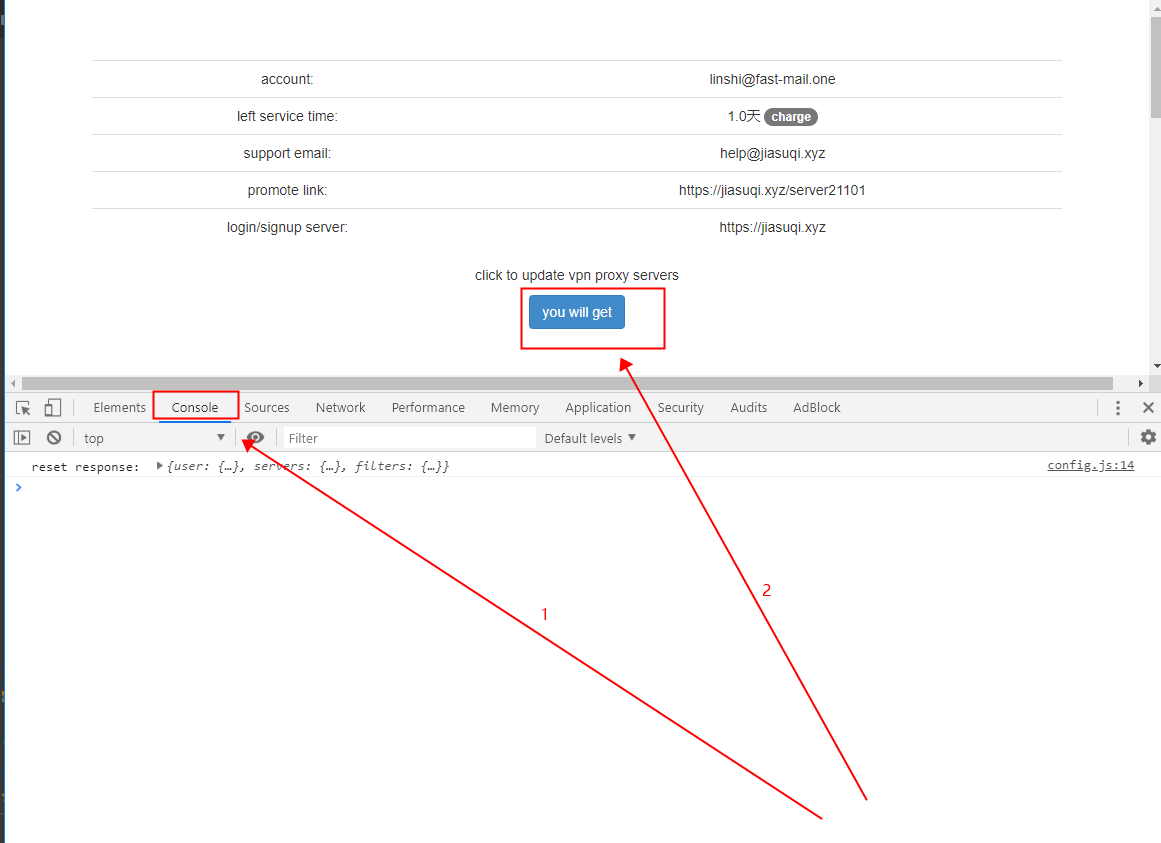 account: linshi@fast-mail.one
left service time: 1.0天 charge
support email: help@jiasuqi.xyz
promote link: https://jiasuqi.xyz/server21101
login/signup server: https://jiasuqi.xyz
click to update vpn proxy servers
you will get
Elements Console Sources Network Performance Memory Application Security Audits AdBlock
top Filter Default levels
reset response: {user: {…}, servers: {…}, filters: {…}} config.js:14
2
1